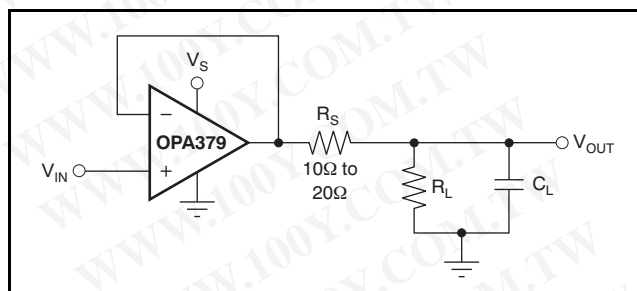 WWW.100Y.COM.TW
V_S
−
OPA379
+
V_IN
R_S
10Ω to
20Ω
R_L
C_L
V_OUT